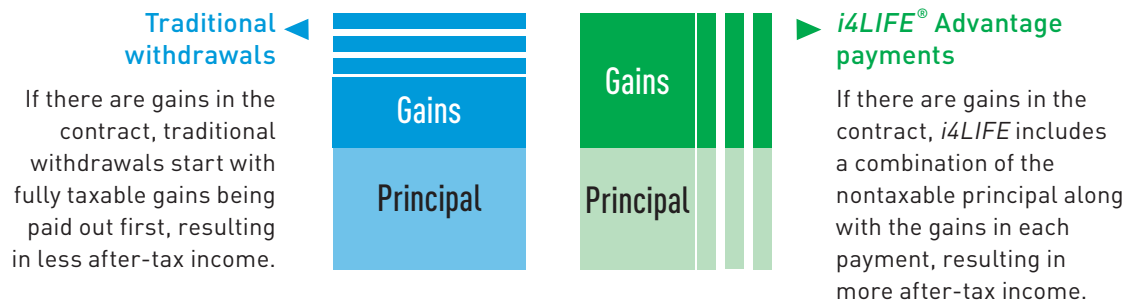 Traditional
withdrawals
If there are gains in the
contract, traditional
withdrawals start with
fully taxable gains being
paid out first, resulting
in less after-tax income.
Gains
Principal
Gains
Principal
i4LIFE® Advantage
payments
If there are gains in the
contract, i4LIFE includes
a combination of the
nontaxable principal along
with the gains in each
payment, resulting in
more after-tax income.